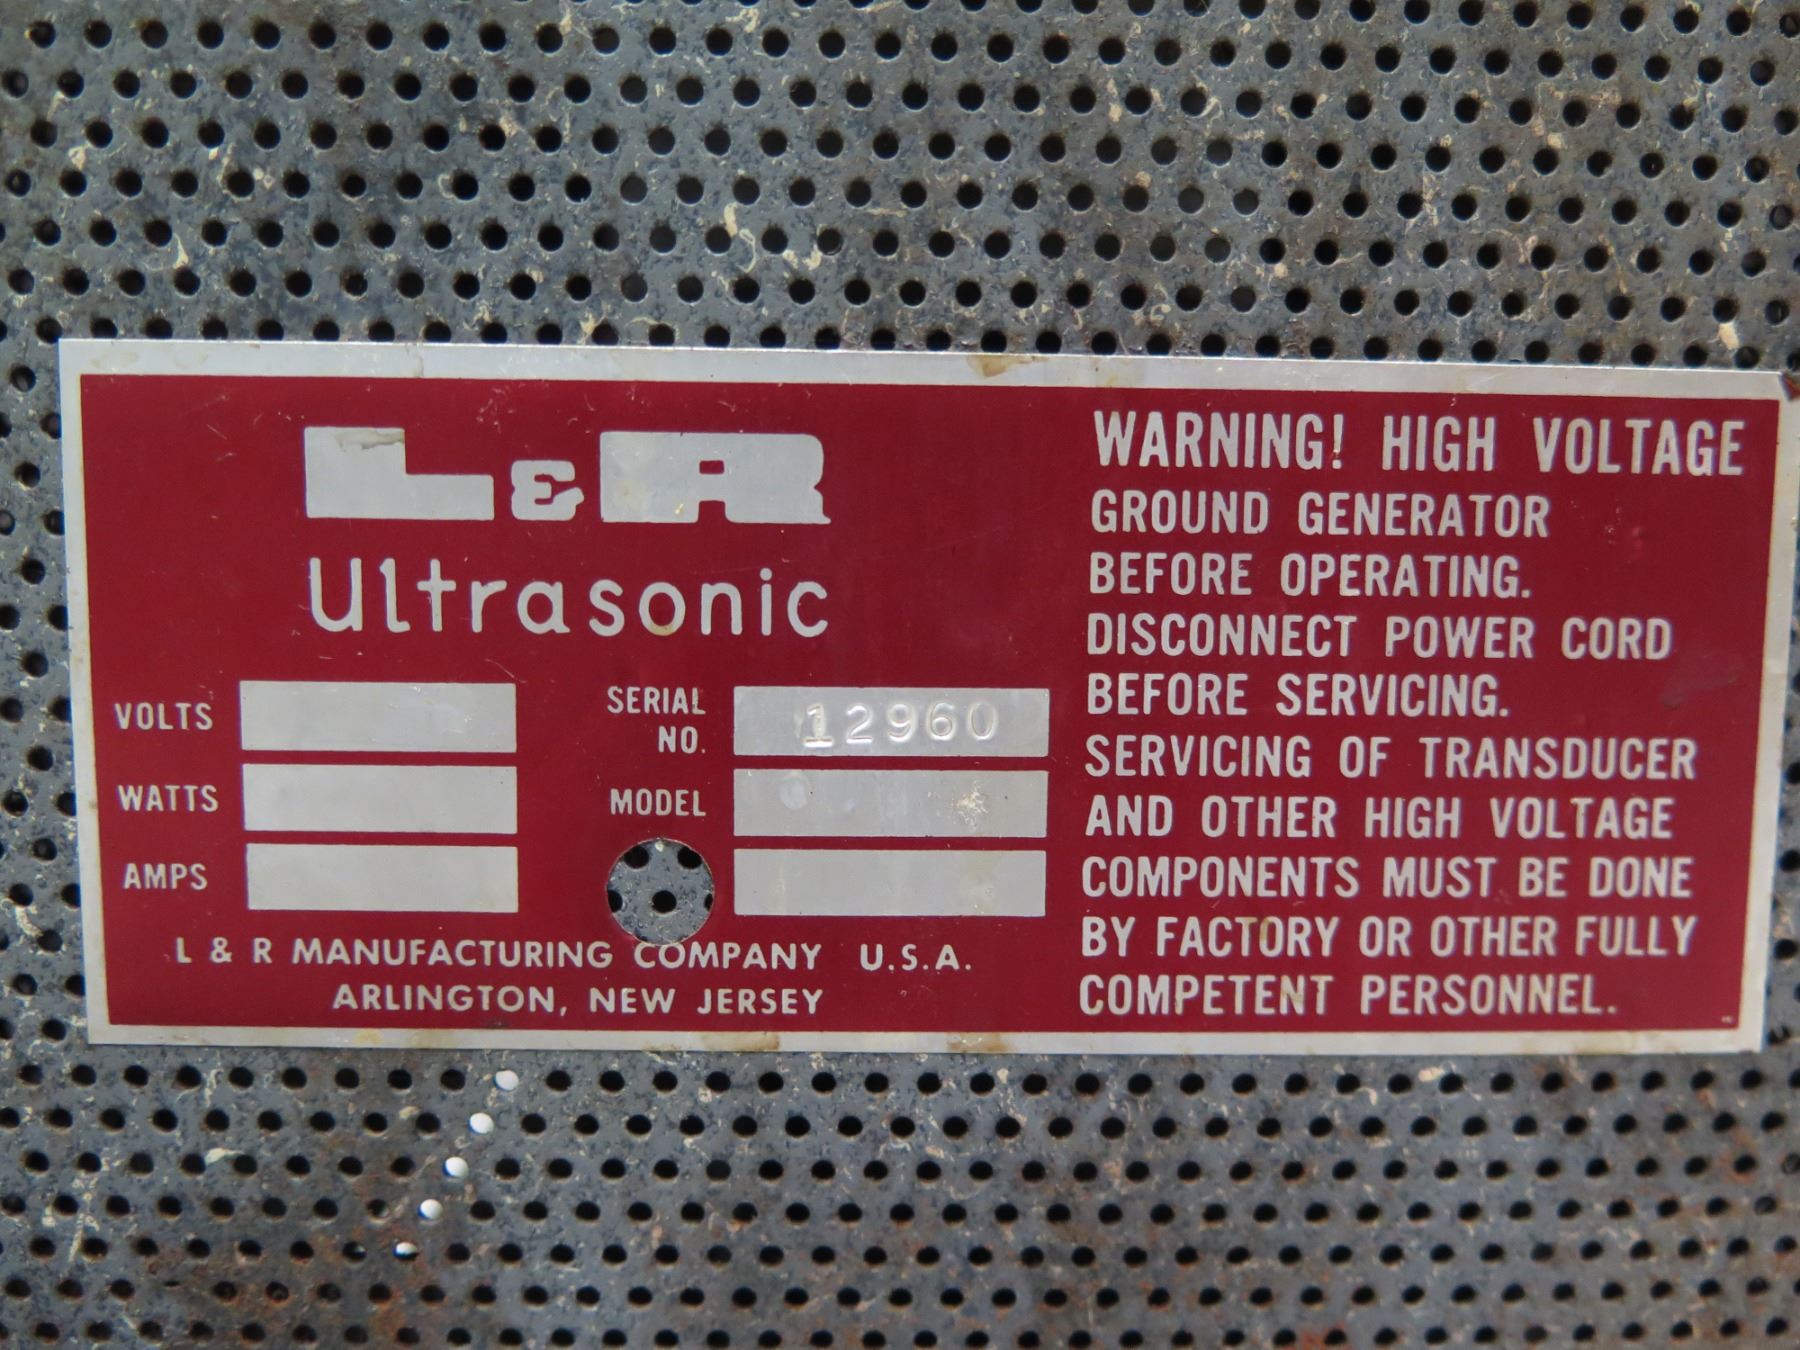 L & R
Ultrasonic
VOLTS
WATTS
AMPS
SERIAL
NO. 12960
MODEL
L & R MANUFACTURING COMPANY U.S.A.
ARLINGTON, NEW JERSEY
WARNING! HIGH VOLTAGE
GROUND GENERATOR
BEFORE OPERATING.
DISCONNECT POWER CORD
BEFORE SERVICING.
SERVICING OF TRANSDUCER
AND OTHER HIGH VOLTAGE
COMPONENTS MUST BE DONE
BY FACTORY OR OTHER FULLY
COMPETENT PERSONNEL.